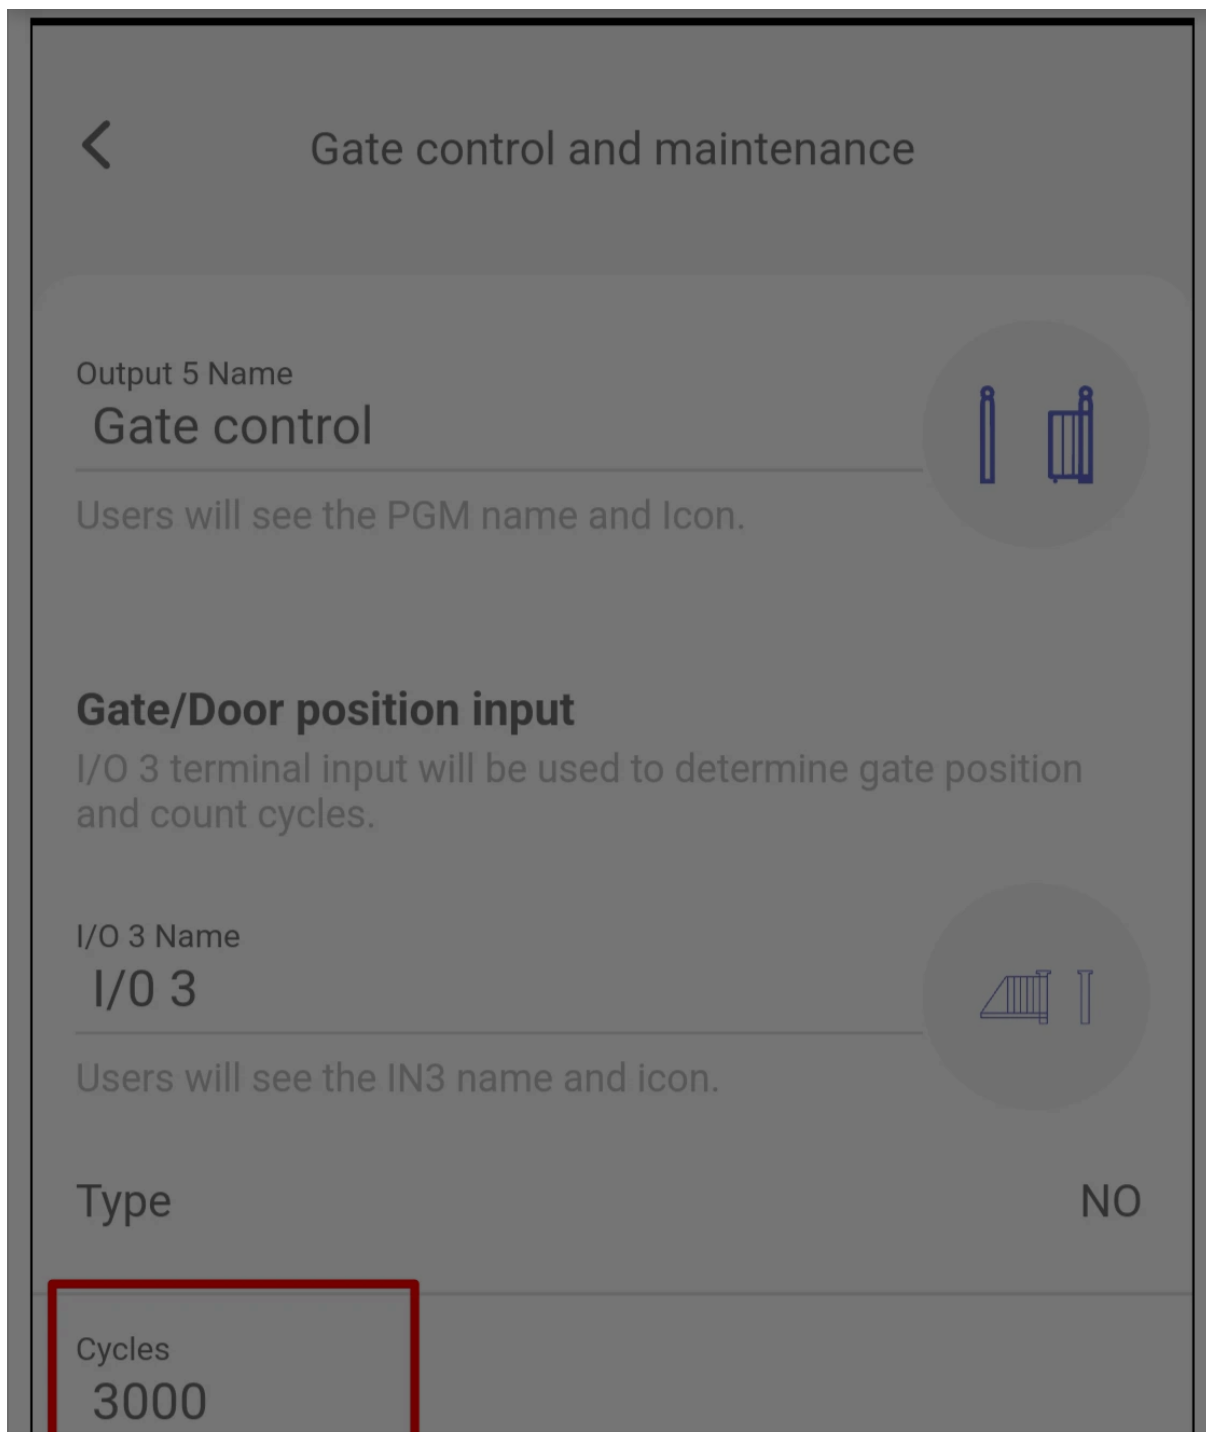 Gate control and maintenance
Output 5 Name
Gate control
Users will see the PGM name and Icon.
Gate/Door position input
I/O 3 terminal input will be used to determine gate position
and count cycles.
I/O 3 Name
I/0 3
Users will see the IN3 name and icon.
Type NO
Cycles
3000